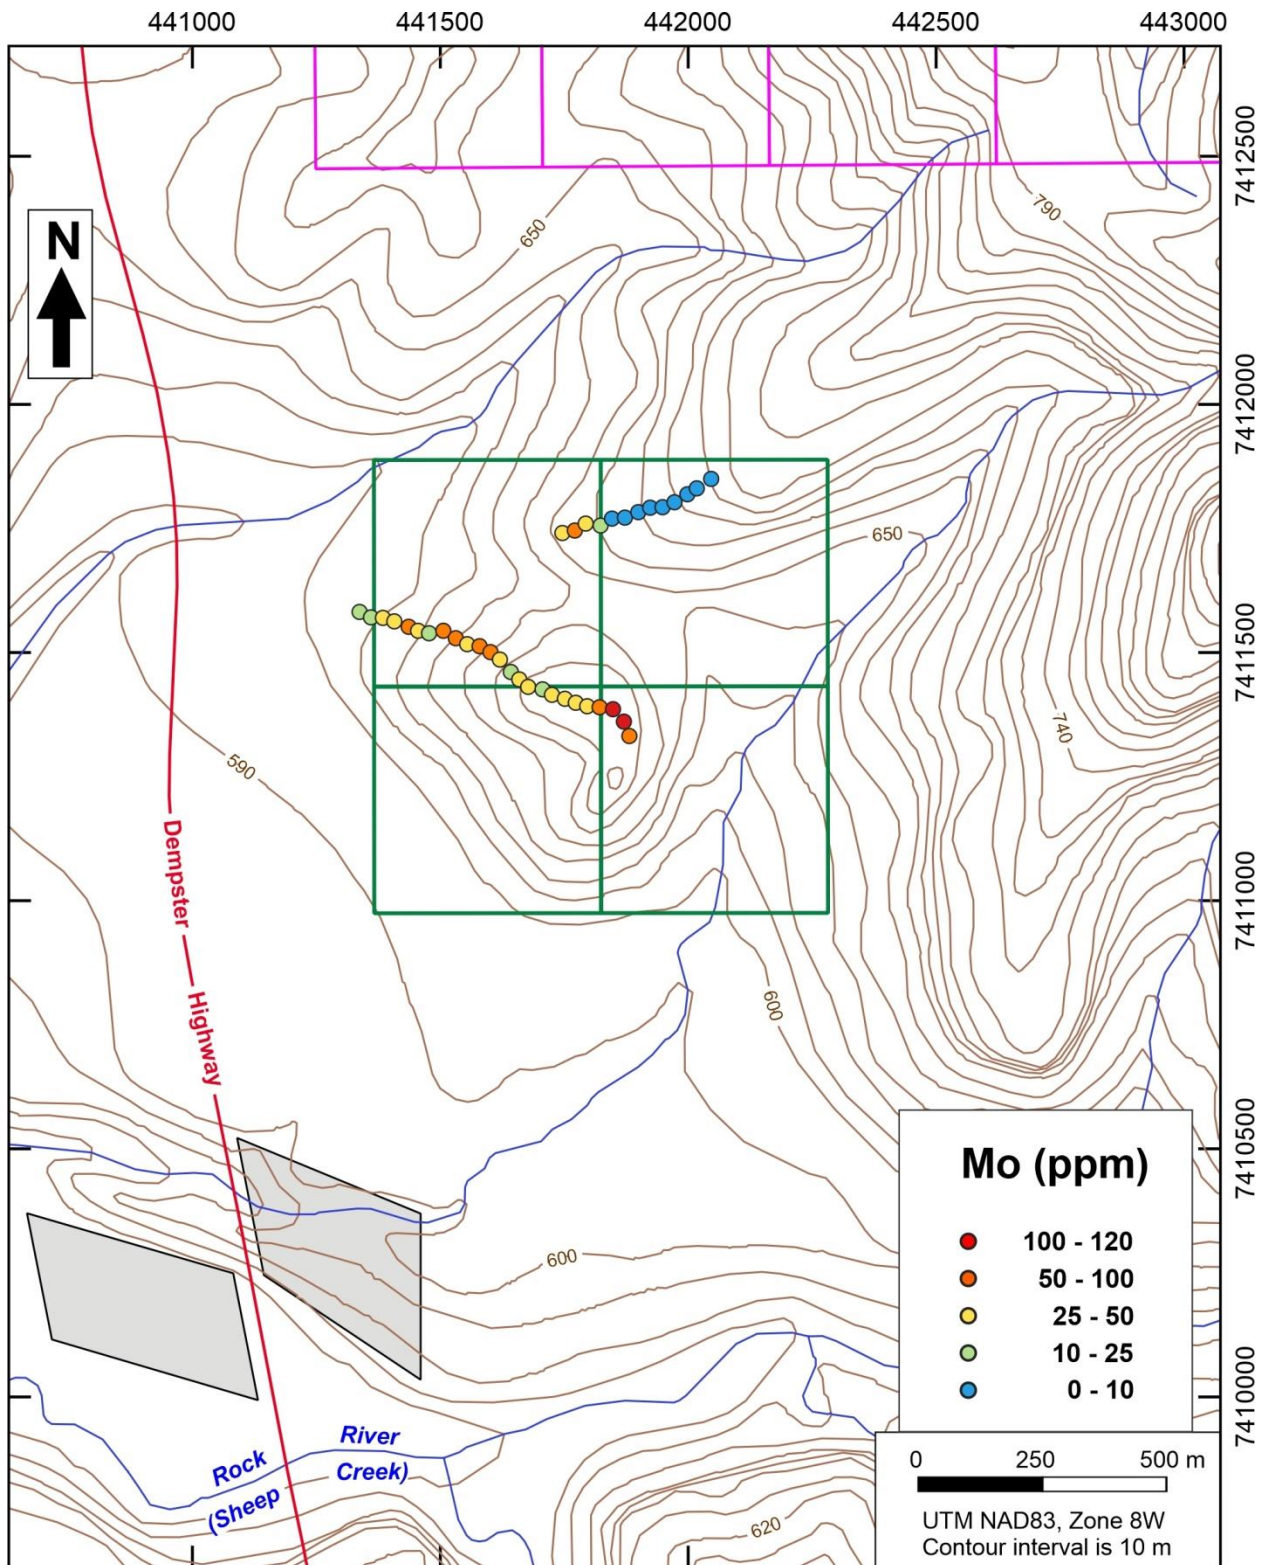 441000 441500 442000 442500 443000
7412500
790
650
N
7412000
650
7411500
740
590
Dempster
7411000
Highway
600
7410500
Mo (ppm)
100 - 120
50 - 100
25 - 50
10 - 25
0 - 10
600
7410000
River
Rock
Creek)
(Sheep
0 250 500 m
620
UTM NAD83, Zone 8W
Contour interval is 10 m